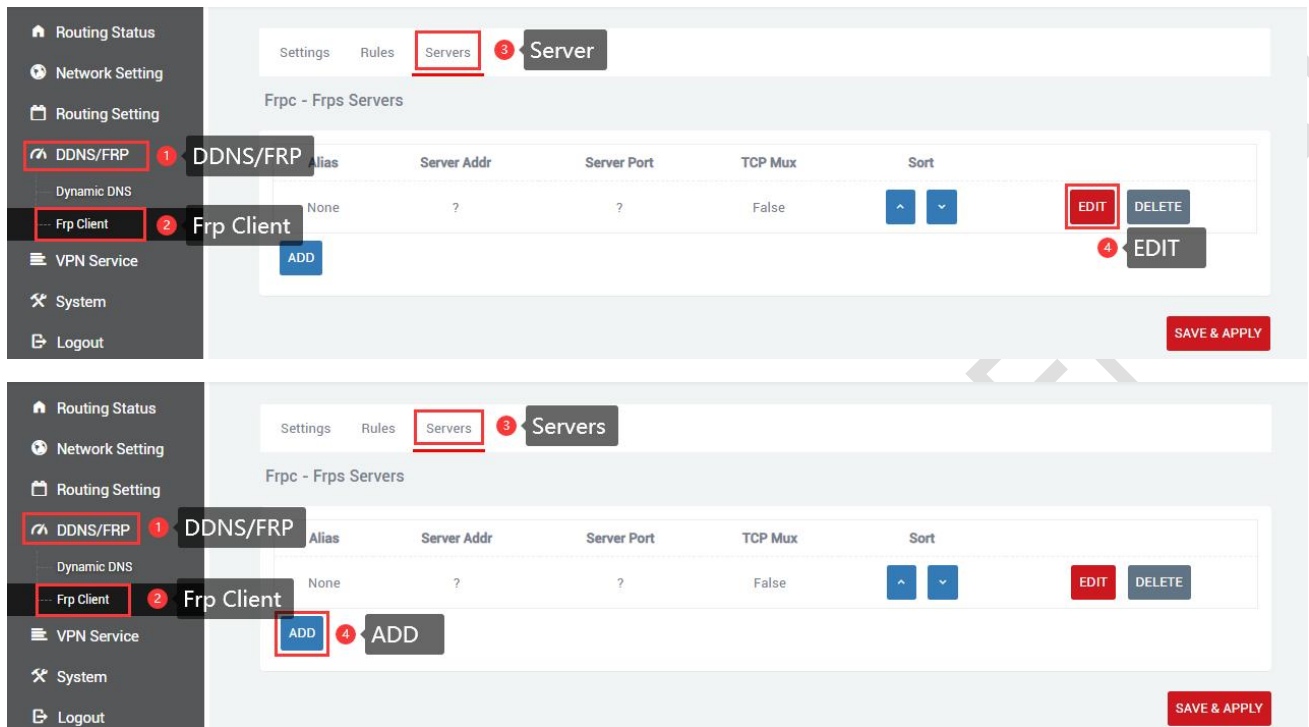 Routing Status
Network Setting
Routing Setting
DDNS/FRP 1 DDNS/FRP
Dynamic DNS
Frp Client 2 Frp Client
VPN Service
System
Logout
Settings Rules Servers 3 Server
Frpc - Frps Servers
Alias Server Addr Server Port TCP Mux Sort
None ? ? False EDIT DELETE
4 EDIT
ADD
SAVE & APPLY
Routing Status
Network Setting
Routing Setting
DDNS/FRP 1 DDNS/FRP
Dynamic DNS
Frp Client 2 Frp Client
VPN Service
System
Logout
Settings Rules Servers 3 Servers
Frpc - Frps Servers
Alias Server Addr Server Port TCP Mux Sort
None ? ? False EDIT DELETE
ADD 4 ADD
SAVE & APPLY